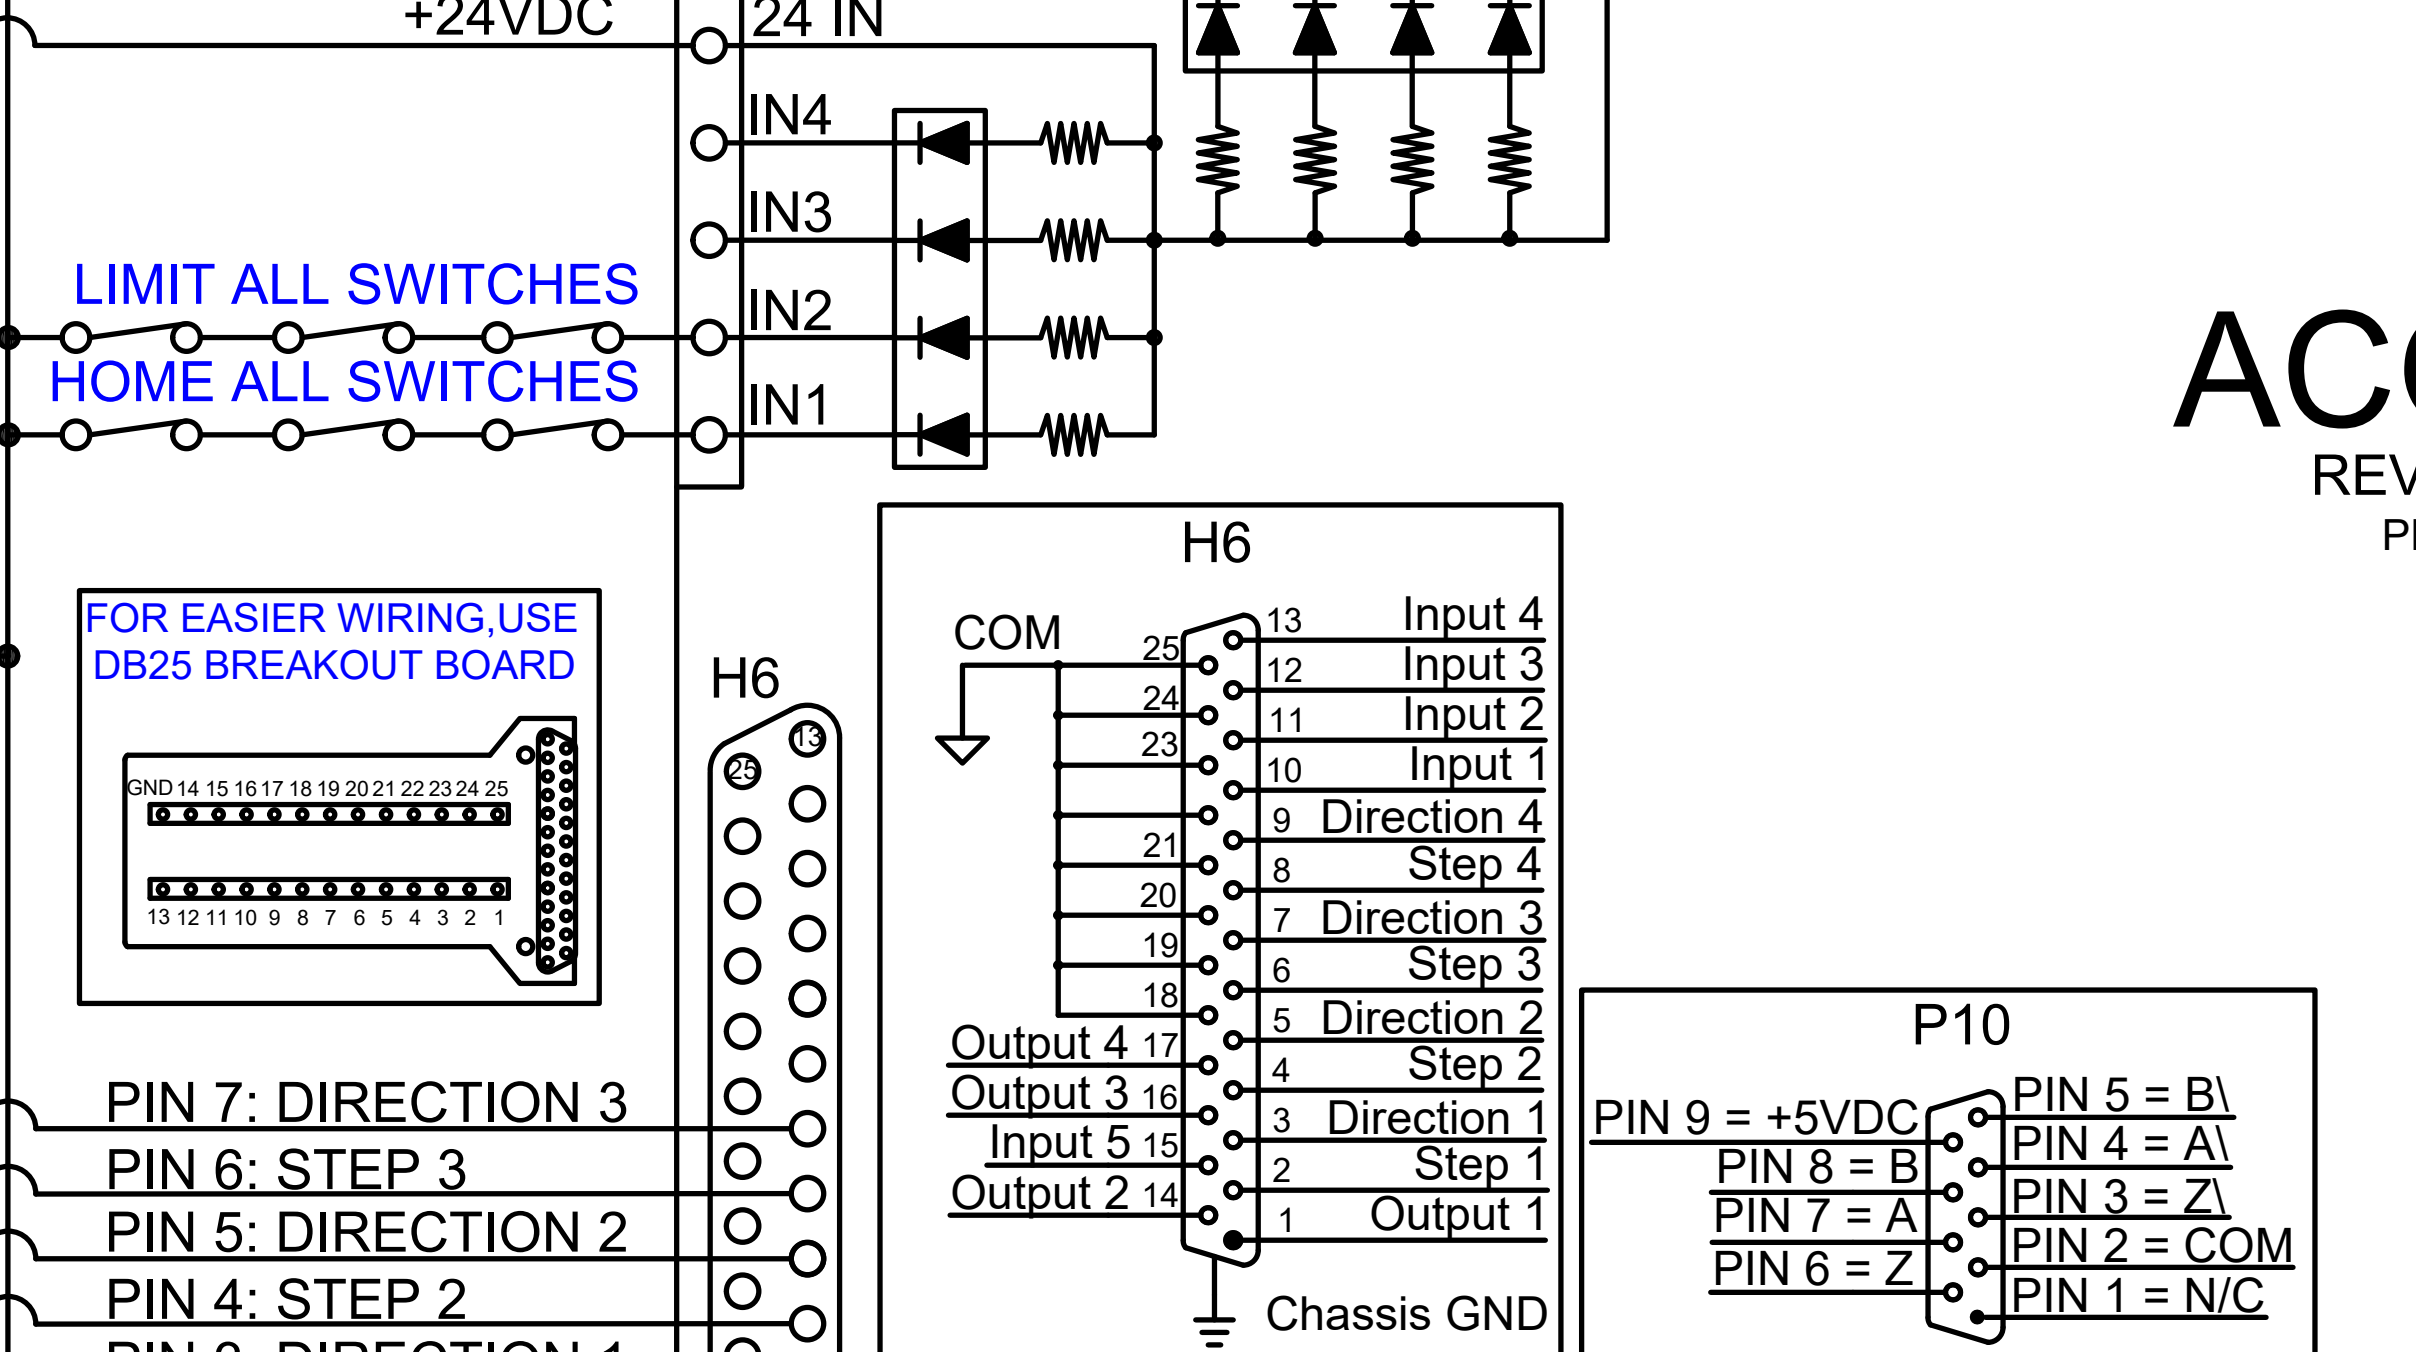 +24VDC
24 IN
IN4
IN3
LIMIT ALL SWITCHES
IN2
HOME ALL SWITCHES
IN1
FOR EASIER WIRING,USE
DB25 BREAKOUT BOARD
GND 14 15 16 17 18 19 20 21 22 23 24 25
13 12 11 10 9 8 7 6 5 4 3 2 1
H6
13
25
PIN 7: DIRECTION 3
PIN 6: STEP 3
PIN 5: DIRECTION 2
PIN 4: STEP 2
H6
COM
25
24
23
21
20
19
18
Output 4 17
Output 3 16
Input 5 15
Output 2 14
13 Input 4
12 Input 3
11 Input 2
10 Input 1
9 Direction 4
8 Step 4
7 Direction 3
6 Step 3
5 Direction 2
4 Step 2
3 Direction 1
2 Step 1
1 Output 1
Chassis GND
P10
PIN 9 = +5VDC
PIN 8 = B
PIN 7 = A
PIN 6 = Z
PIN 5 = B\
PIN 4 = A\
PIN 3 = Z\
PIN 2 = COM
PIN 1 = N/C
REV